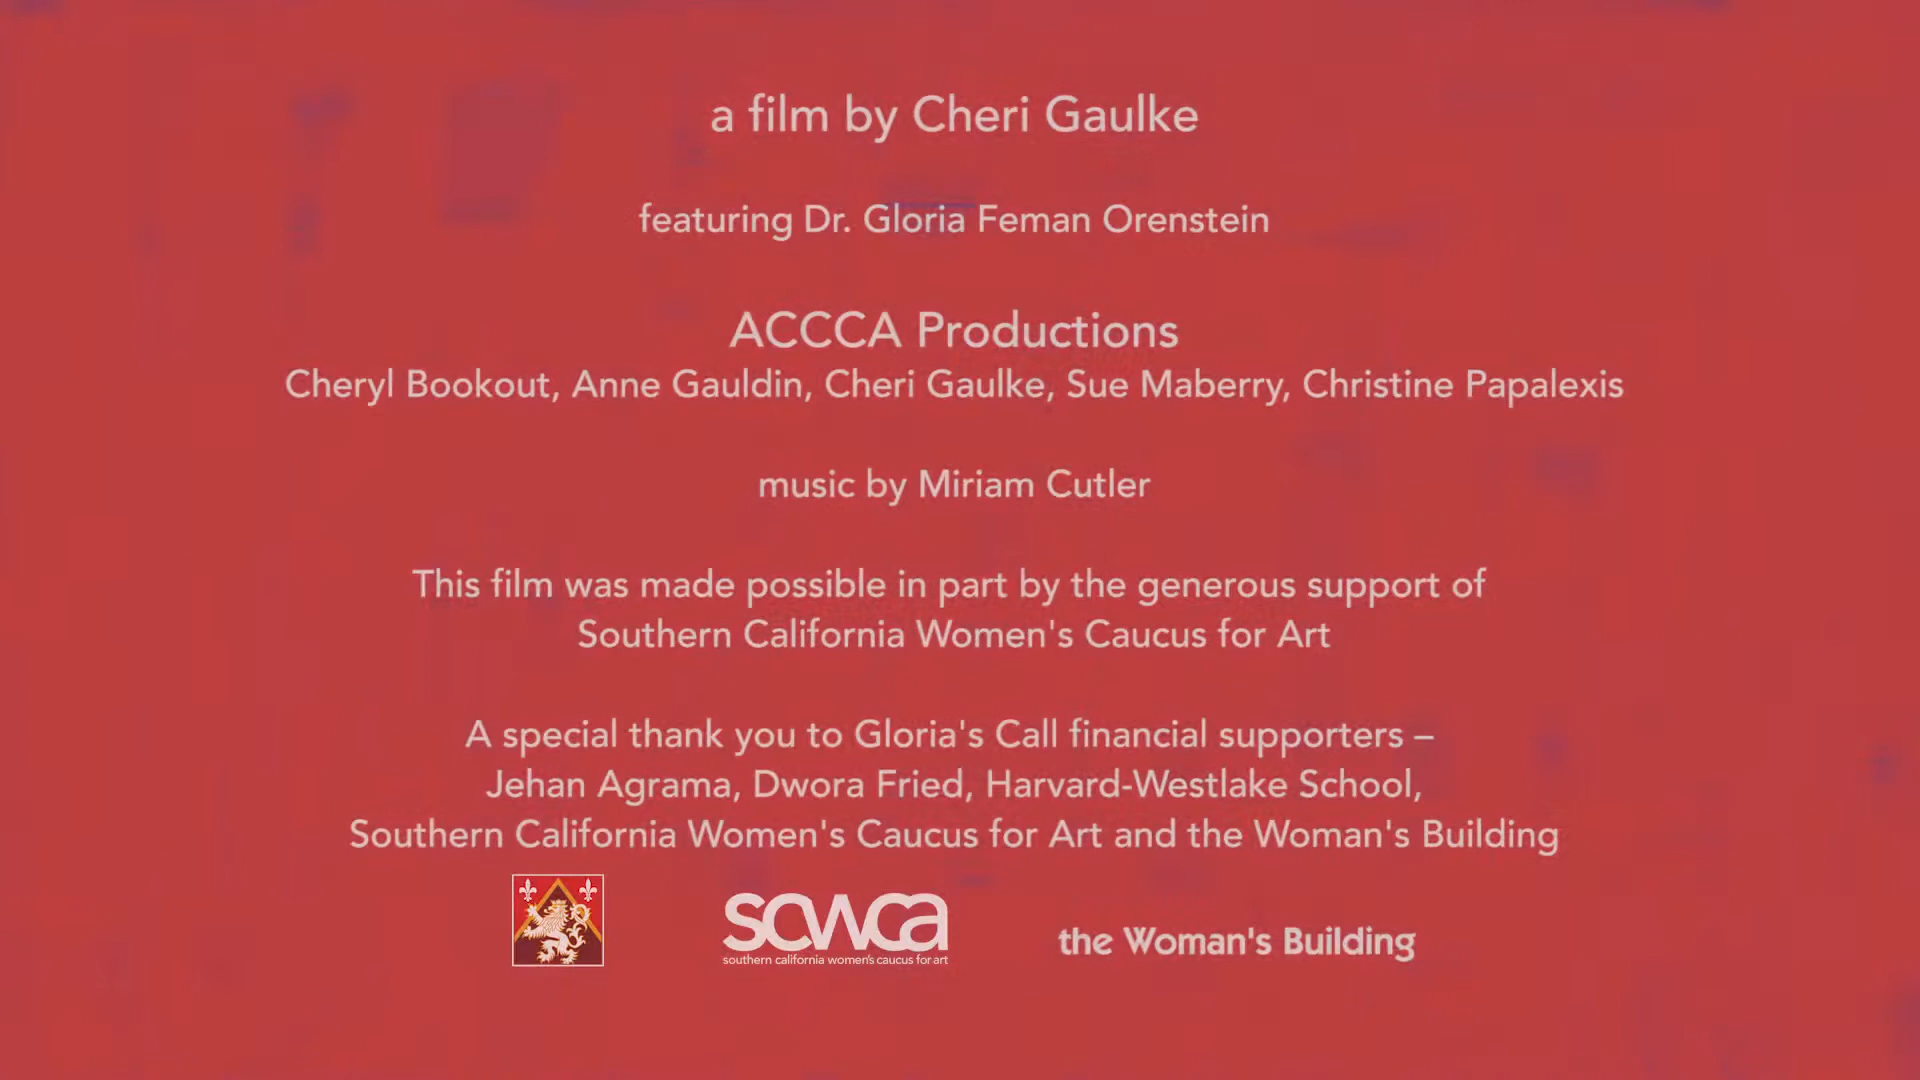 a film by Cheri Gaulke
featuring Dr. Gloria Feman Orenstein
ACCCA Productions
Cheryl Bookout, Anne Gauldin, Cheri Gaulke, Sue Maberry, Christine Papalexis
music by Miriam Cutler
This film was made possible in part by the generous support of
Southern California Women's Caucus for Art
A special thank you to Gloria's Call financial supporters –
Jehan Agrama, Dwora Fried, Harvard-Westlake School,
Southern California Women's Caucus for Art and the Woman's Building
scwca
southern california women's caucus for art
the Woman's Building